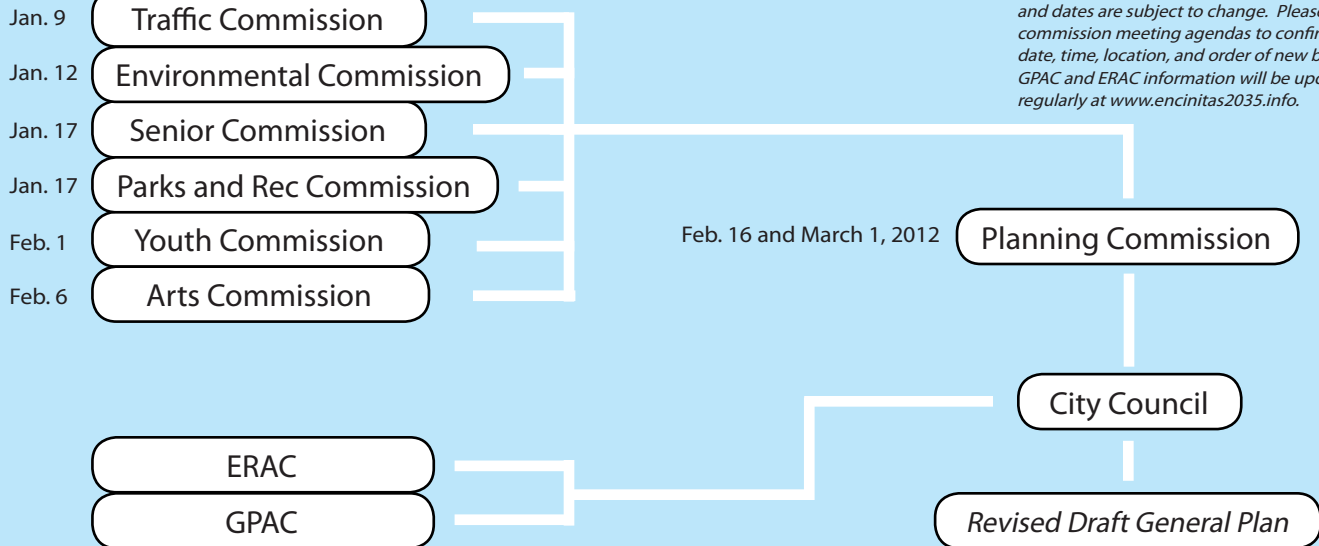 Jan. 9 Traffic Commission
Jan. 12 Environmental Commission
Jan. 17 Senior Commission
Jan. 17 Parks and Rec Commission
Feb. 1 Youth Commission
Feb. 6 Arts Commission
and dates are subject to change. Please
commission meeting agendas to
date, time, location, and order of new
GPAC and ERAC information will be
regularly at www.encinitas2035.info.
Feb. 16 and March 1, 2012 Planning Commission
City Council
ERAC
GPAC
Revised Draft General Plan